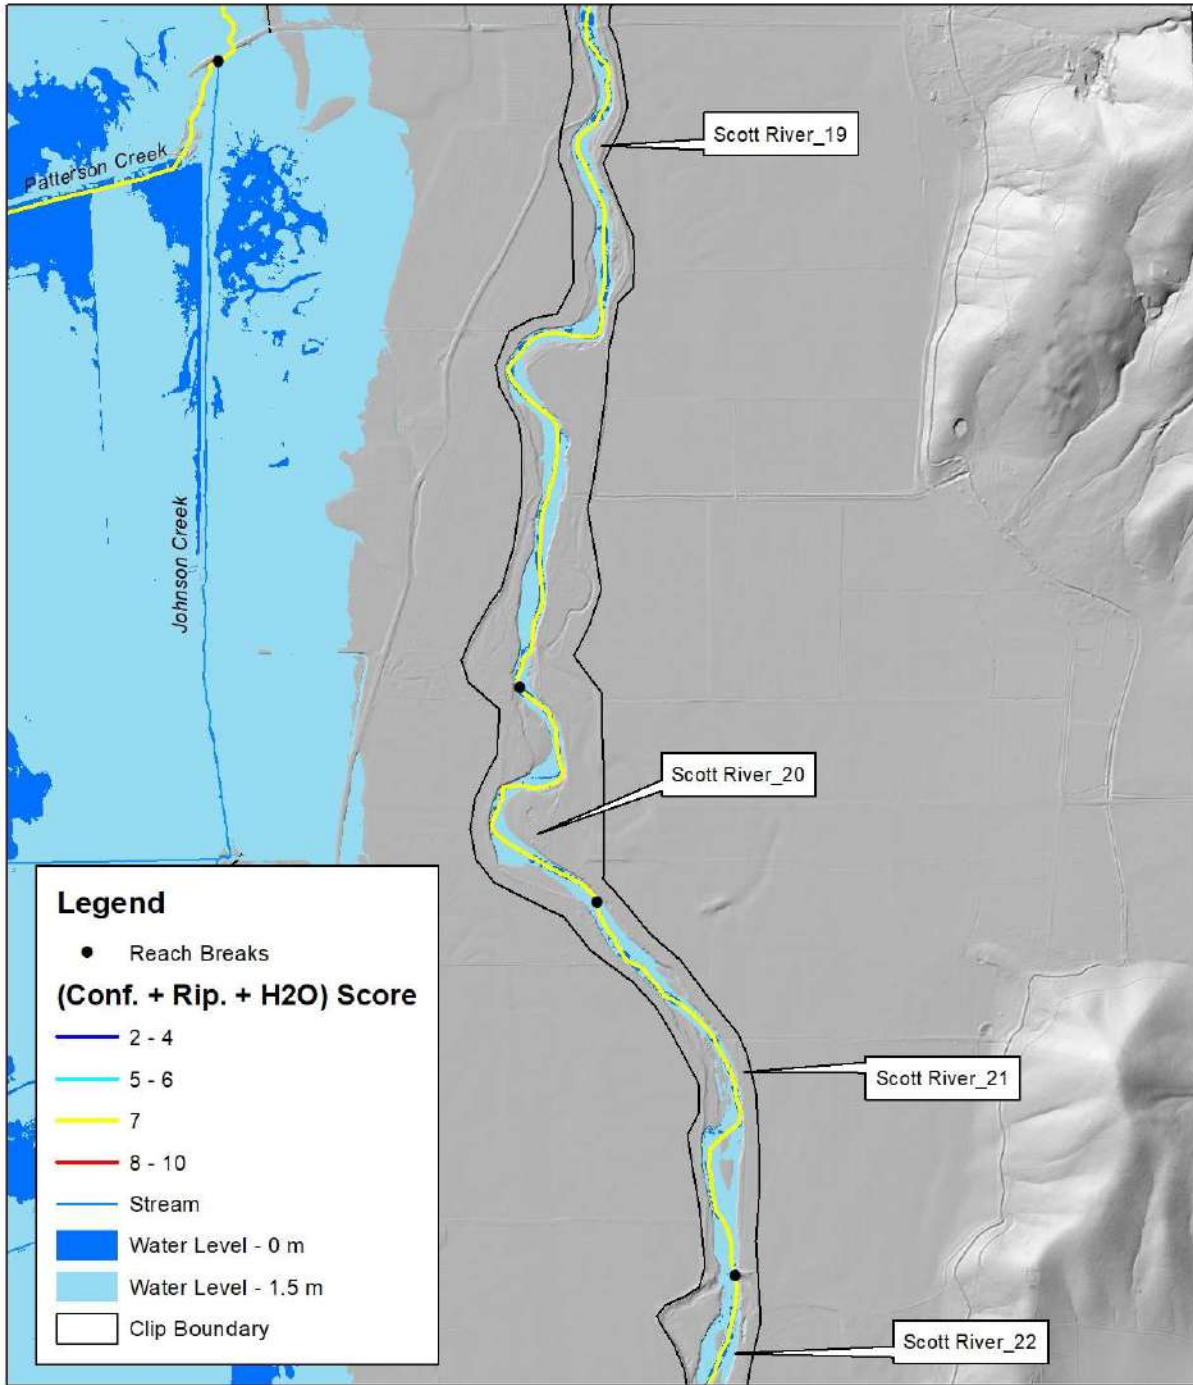 Scott River_19
Patterson Creek
Johnson Creek
Scott River_20
Legend
Reach Breaks
(Conf. + Rip. + H2O) Score
2 - 4
5 - 6
7
8 - 10
Stream
Water Level - 0 m
Water Level - 1.5 m
Clip Boundary
Scott River_21
Scott River_22